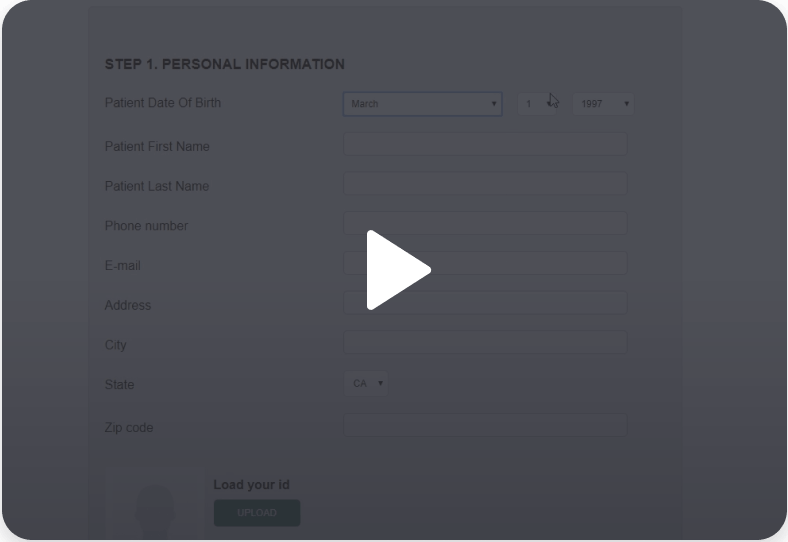 STEP 1. PERSONAL INFORMATION
Patient Date Of Birth March 1 1997
Patient First Name
Patient Last Name
Phone number
E-mail
Address
City
State CA
Zip code
Load your id
UPLOAD